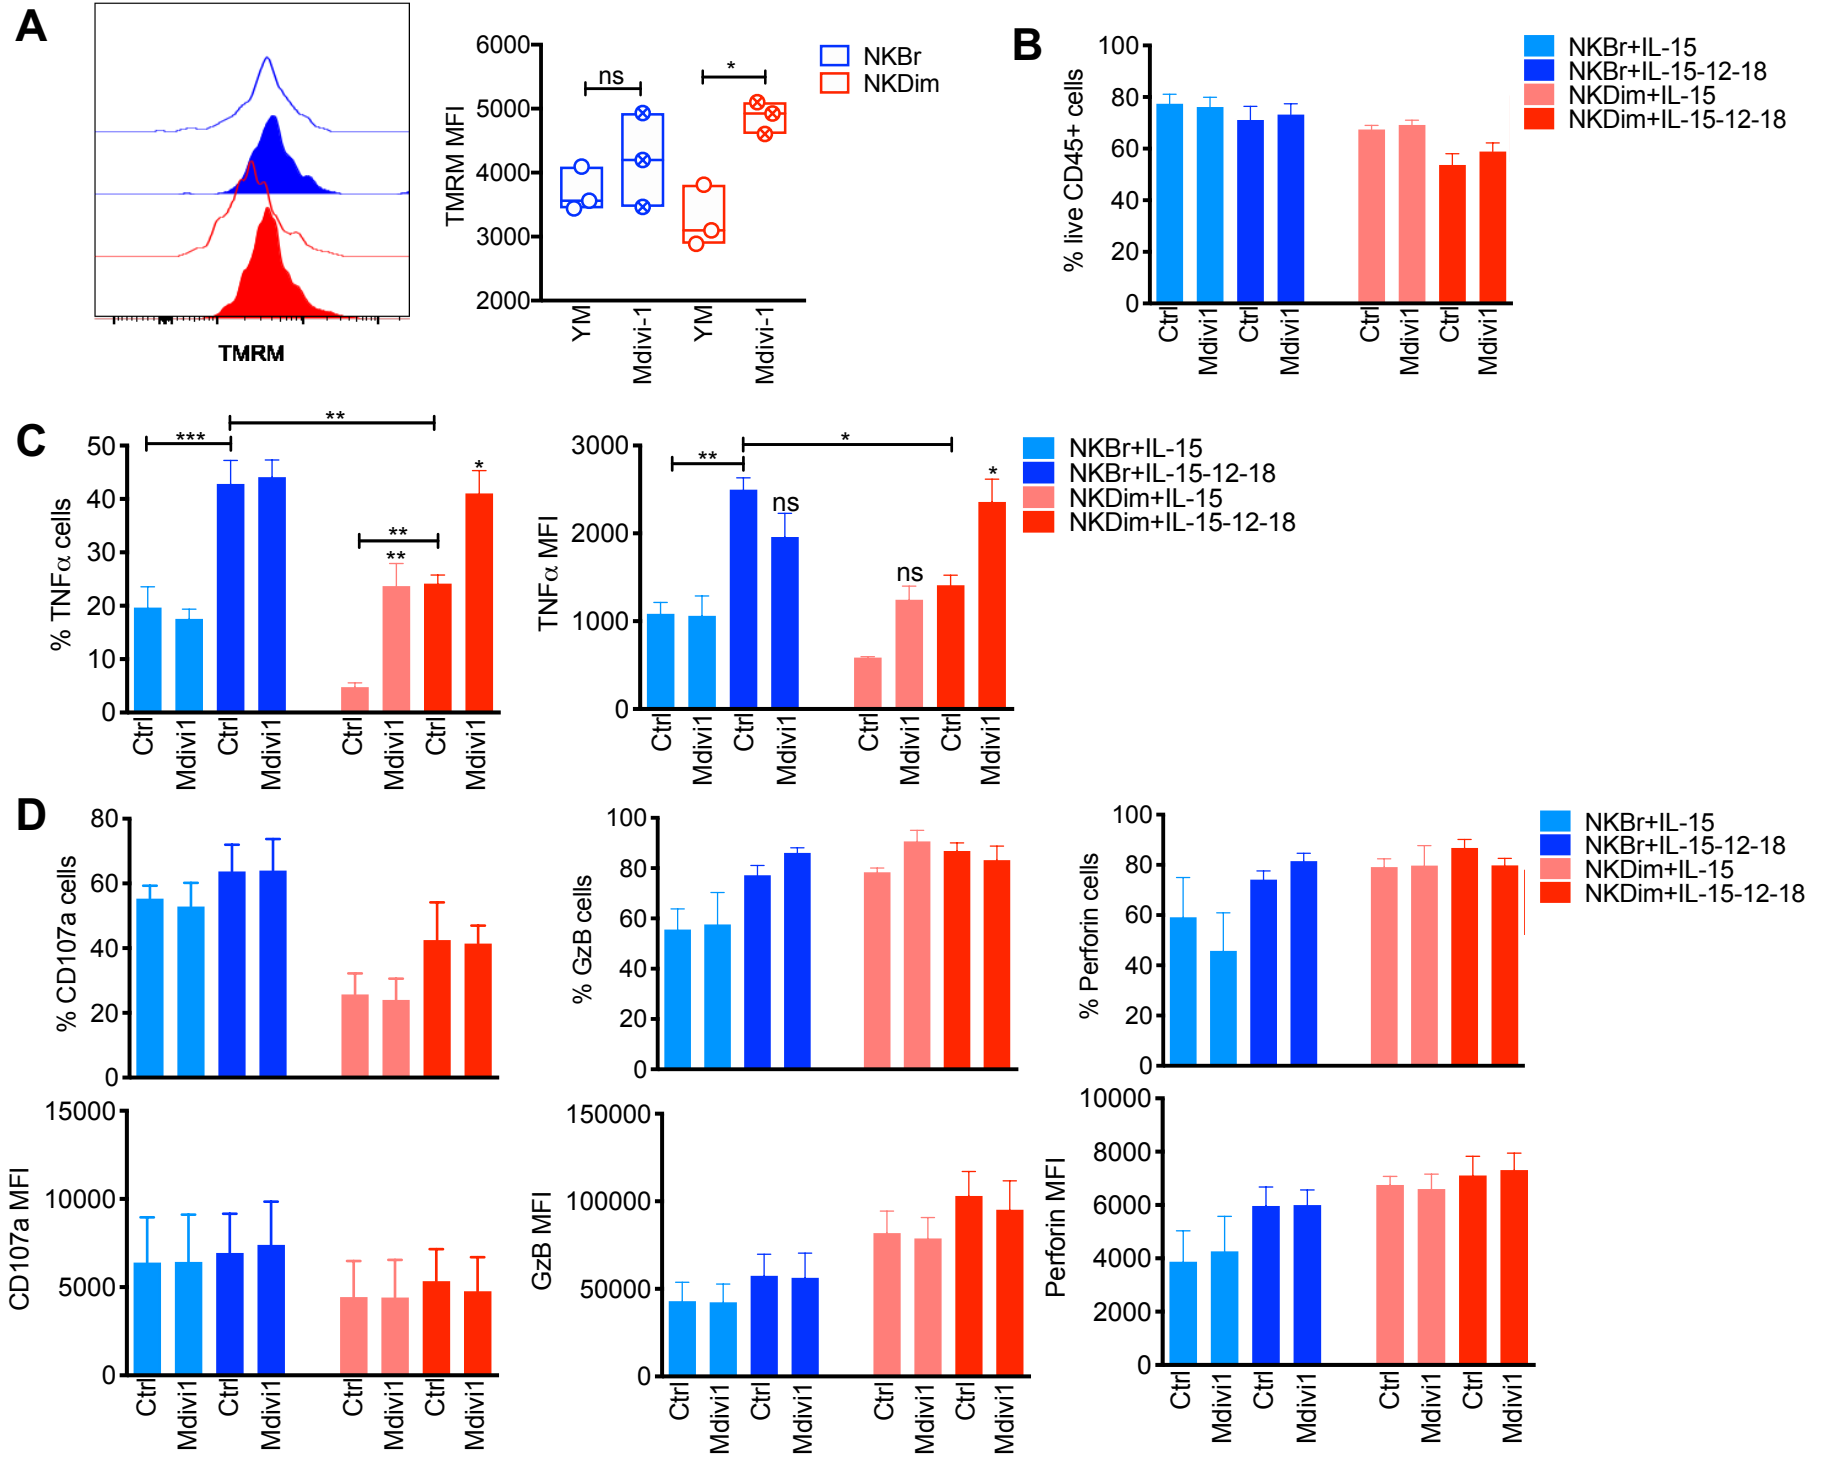 A
TMRM
6000
5000
4000
3000
2000
TMRM MFI
ns
*
YM
Mdivi-1
YM
Mdivi-1
NKBr
NKDim
B
100
80
60
40
20
0
% live CD45+ cells
Ctrl
Mdivi1
Ctrl
Mdivi1
Ctrl
Mdivi1
Ctrl
Mdivi1
NKBr+IL-15
NKBr+IL-15-12-18
NKDim+IL-15
NKDim+IL-15-12-18
C
50
40
30
20
10
0
% TNFα cells
***
**
**
**
*
Ctrl
Mdivi1
Ctrl
Mdivi1
Ctrl
Mdivi1
Ctrl
Mdivi1
3000
2000
1000
0
TNFα MFI
**
*
ns
ns
*
Ctrl
Mdivi1
Ctrl
Mdivi1
Ctrl
Mdivi1
Ctrl
Mdivi1
NKBr+IL-15
NKBr+IL-15-12-18
NKDim+IL-15
NKDim+IL-15-12-18
D
80
60
40
20
0
% CD107a cells
100
80
60
40
20
0
% GzB cells
100
80
60
40
20
0
% Perforin cells
NKBr+IL-15
NKBr+IL-15-12-18
NKDim+IL-15
NKDim+IL-15-12-18
15000
10000
5000
0
CD107a MFI
Ctrl
Mdivi1
Ctrl
Mdivi1
Ctrl
Mdivi1
Ctrl
Mdivi1
150000
100000
50000
0
GzB MFI
Ctrl
Mdivi1
Ctrl
Mdivi1
Ctrl
Mdivi1
Ctrl
Mdivi1
10000
8000
6000
4000
2000
0
Perforin MFI
Ctrl
Mdivi1
Ctrl
Mdivi1
Ctrl
Mdivi1
Ctrl
Mdivi1